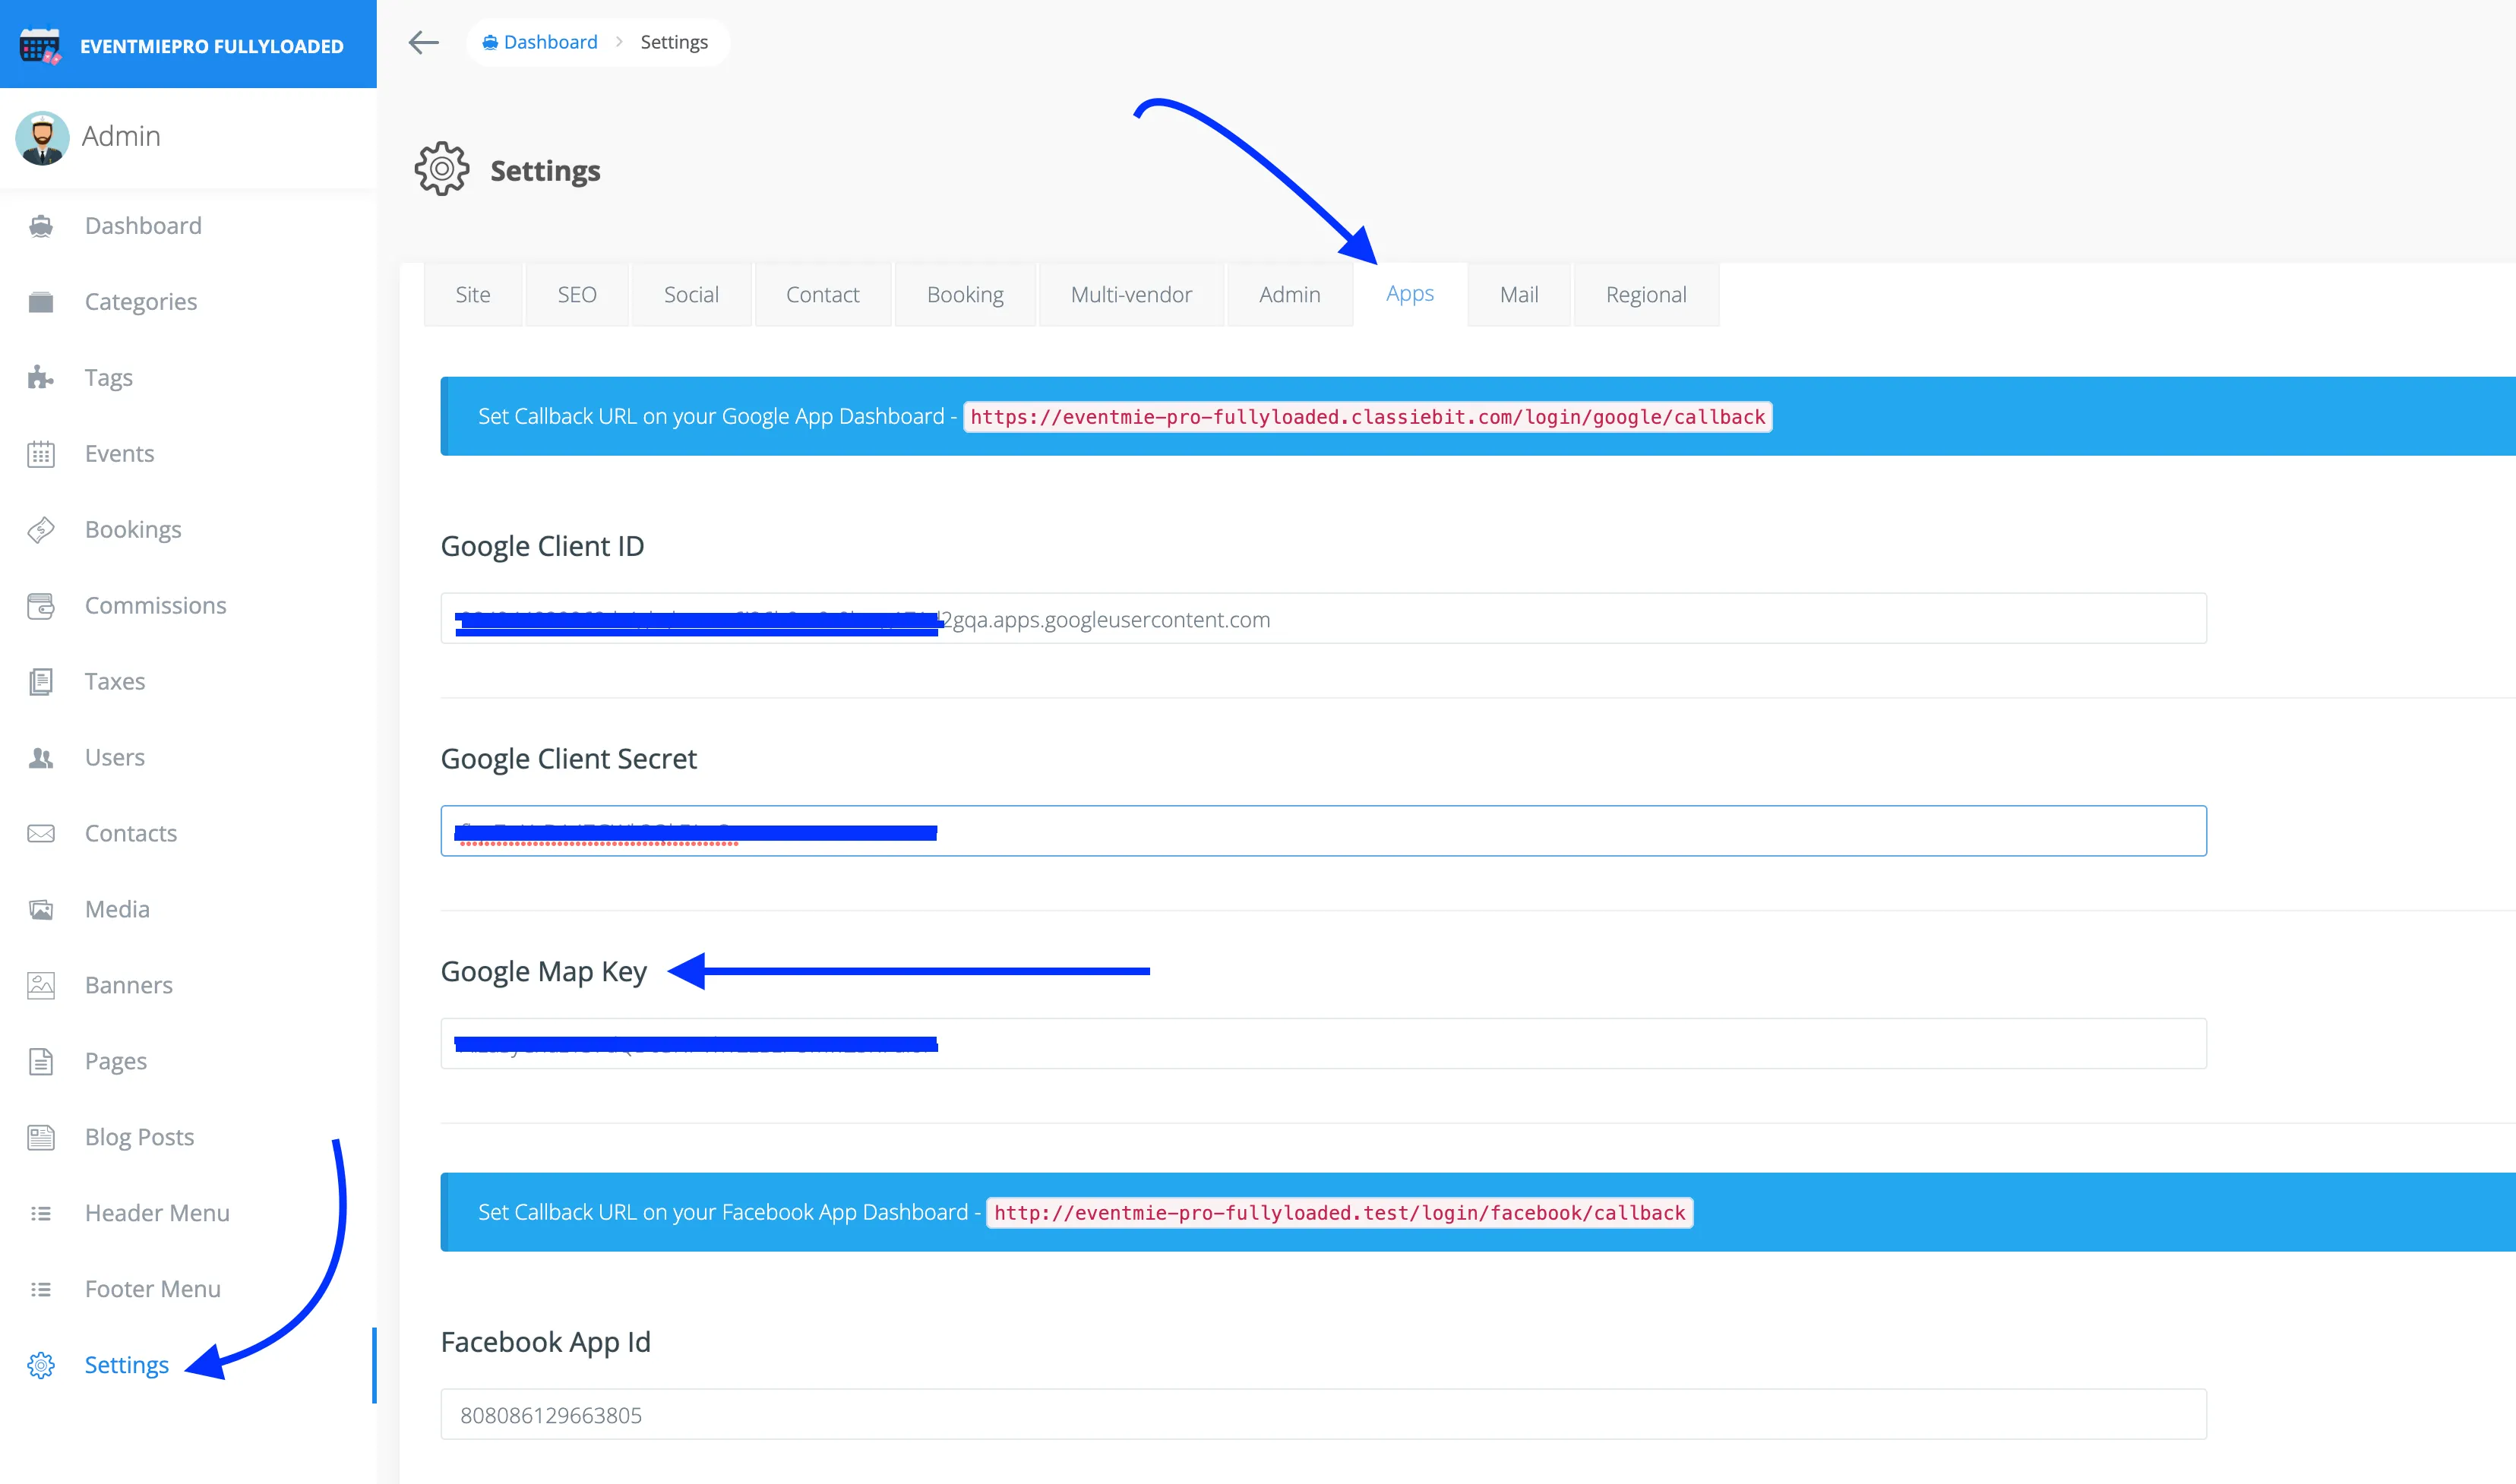 EVENTMIEPRO FULLYLOADED
Dashboard > Settings
Admin
Settings
Dashboard
Categories
Tags
Events
Bookings
Commissions
Taxes
Users
Contacts
Media
Banners
Pages
Blog Posts
Header Menu
Footer Menu
Settings
Site
SEO
Social
Contact
Booking
Multi-vendor
Admin
Apps
Mail
Regional
Set Callback URL on your Google App Dashboard - https://eventmie-pro-fullyloaded.classiebit.com/login/google/callback
Google Client ID
2gqa.apps.googleusercontent.com
Google Client Secret
Google Map Key
Set Callback URL on your Facebook App Dashboard - http://eventmie-pro-fullyloaded.test/login/facebook/callback
Facebook App Id
808086129663805